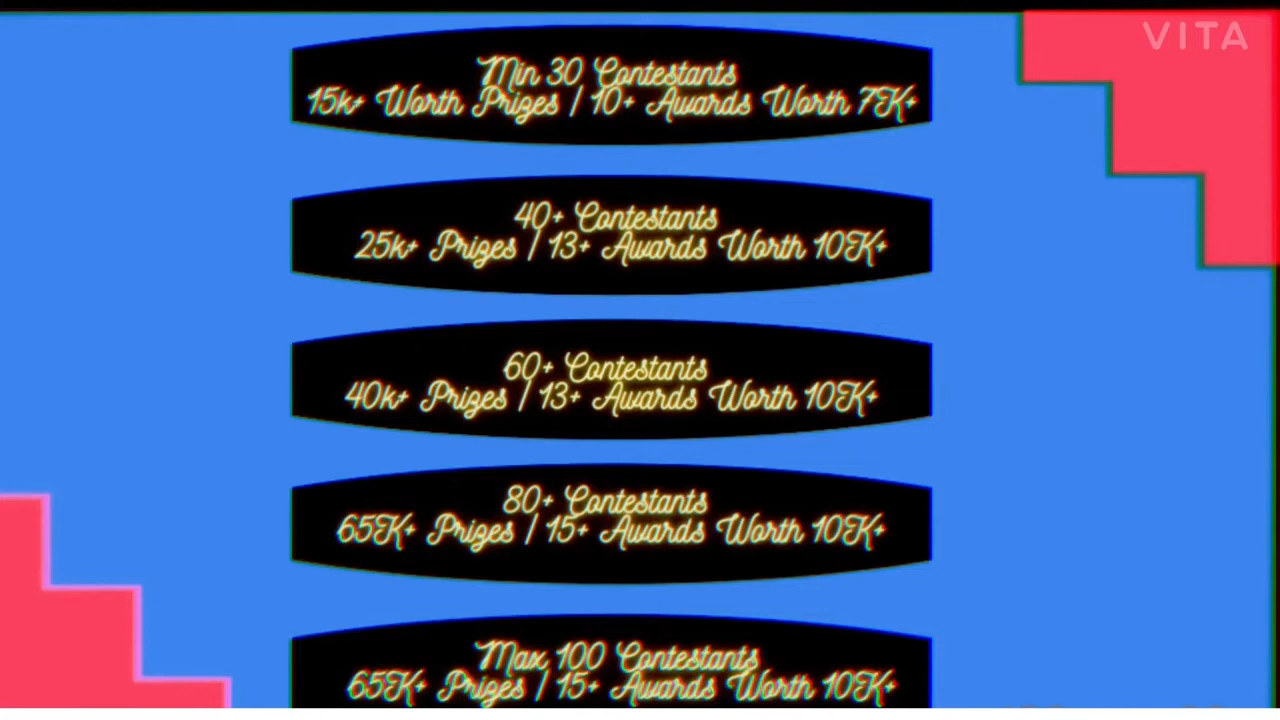 VITA
Min 30 Contestants
15k+ Worth Prizes / 10+ Awards Worth 7K+
40+ Contestants
25k+ Prizes / 13+ Awards Worth 10K+
60+ Contestants
40k+ Prizes / 13+ Awards Worth 10K+
80+ Contestants
65K+ Prizes / 15+ Awards Worth 10K+
Max 100 Contestants
65K+ Prizes / 15+ Awards Worth 10K+